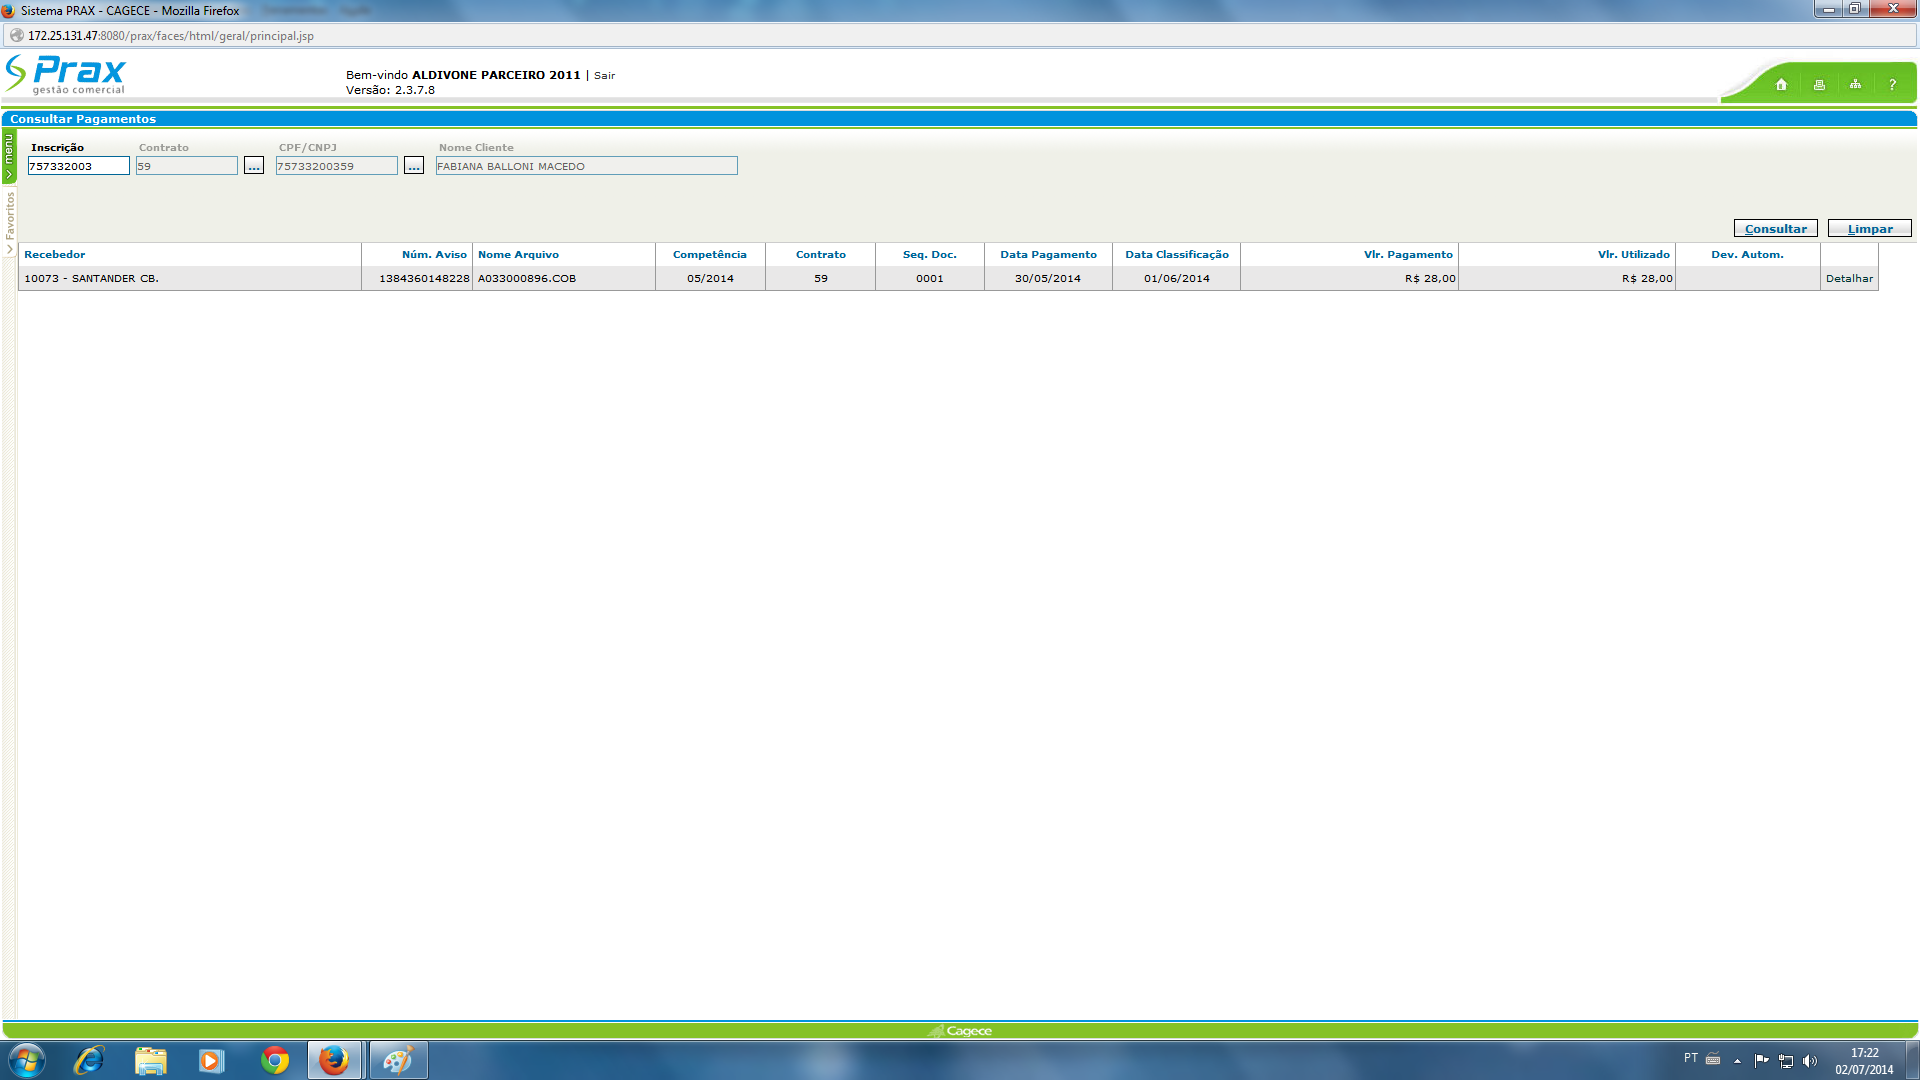 Sistema PRAX - CAGECE - Mozilla Firefox
172.25.131.47:8080/prax/faces/html/geral/principal.jsp
Prax
gestão comercial
Bem-vindo ALDIVONE PARCEIRO 2011 | Sair
Versão: 2.3.7.8
?
Consultar Pagamentos
menu
Favoritos
Inscrição Contrato CPF/CNPJ Nome Cliente
757332003 59 ... 75733200359 ... FABIANA BALLONI MACEDO
Consultar Limpar
Recebedor Núm. Aviso Nome Arquivo Competência Contrato Seq. Doc. Data Pagamento Data Classificação Vlr. Pagamento Vlr. Utilizado Dev. Autom.
10073 - SANTANDER CB. 1384360148228 A033000896.COB 05/2014 59 0001 30/05/2014 01/06/2014 R$ 28,00 R$ 28,00 Detalhar
Cagece
PT
17:22
02/07/2014